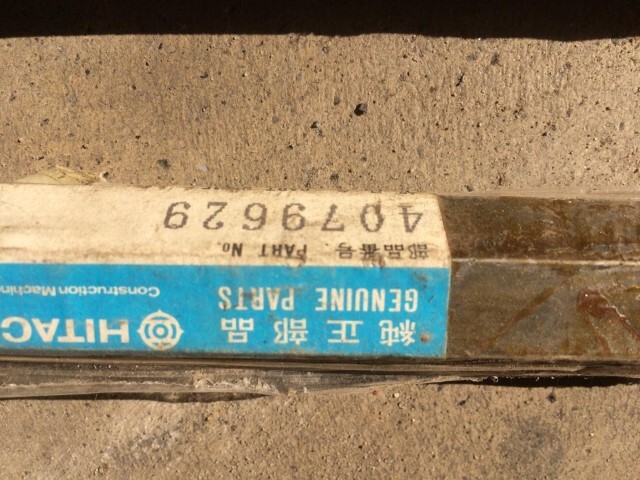 純正部品
GENUINE PARTS
HITAC
Construction Machin
部品番号. PART No.
4079629